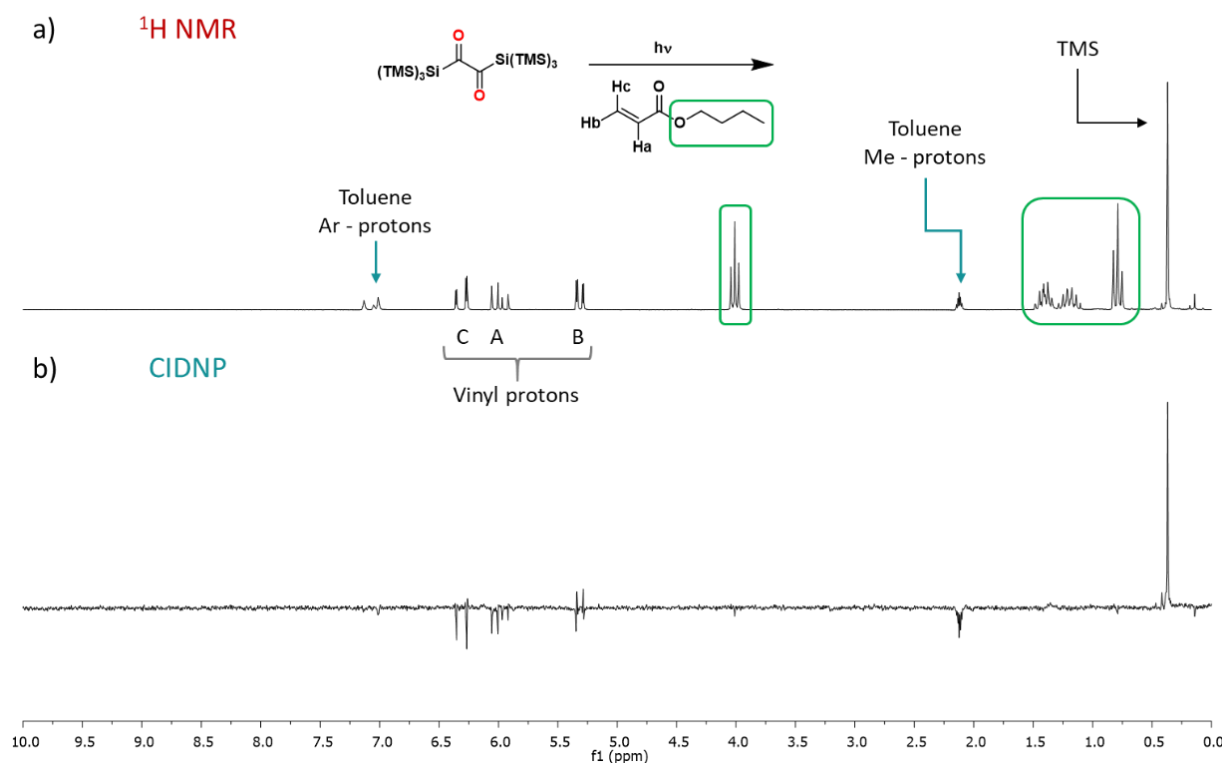 a)
¹H NMR
O
(TMS)₃Si
Si(TMS)₃
O
hν
Hc
O
Hb
O
Ha
TMS
Toluene
Ar - protons
Toluene
Me - protons
C
A
B
Vinyl protons
b)
CIDNP
10.0 9.5 9.0 8.5 8.0 7.5 7.0 6.5 6.0 5.5 5.0 4.5 4.0 3.5 3.0 2.5 2.0 1.5 1.0 0.5 0.0
f1 (ppm)